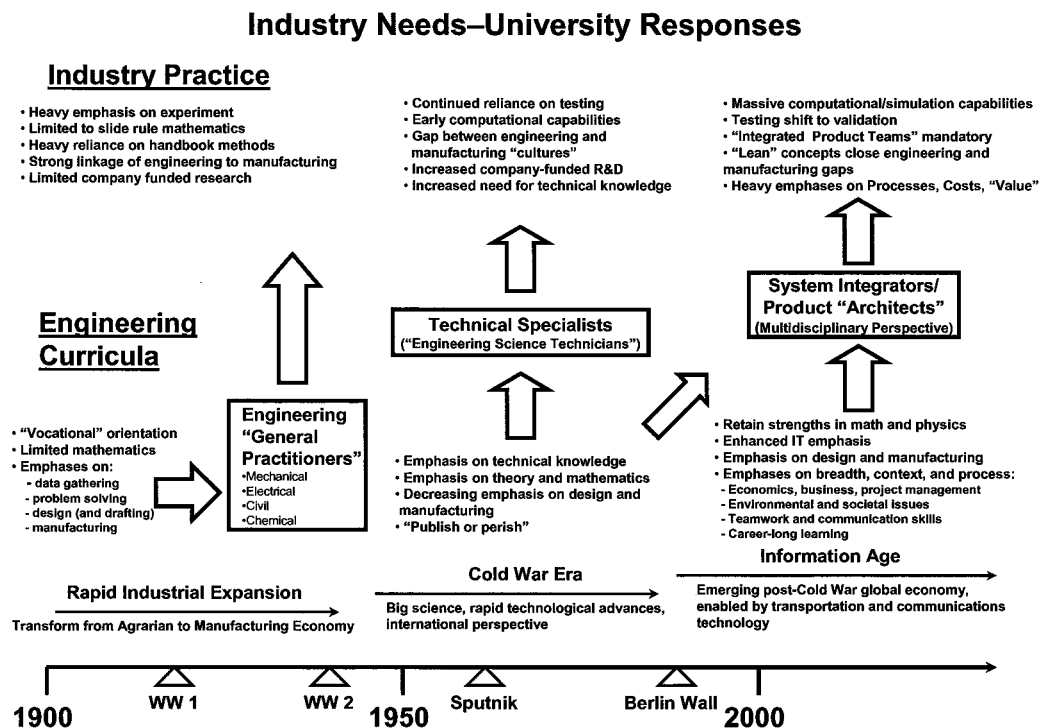 Industry Needs–University Responses
Industry Practice
• Heavy emphasis on experiment
• Limited to slide rule mathematics
• Heavy reliance on handbook methods
• Strong linkage of engineering to manufacturing
• Limited company funded research
• Continued reliance on testing
• Early computational capabilities
• Gap between engineering and
manufacturing “cultures”
• Increased company-funded R&D
• Increased need for technical knowledge
• Massive computational/simulation capabilities
• Testing shift to validation
• “Integrated Product Teams” mandatory
• “Lean” concepts close engineering and
manufacturing gaps
• Heavy emphases on Processes, Costs, “Value”
Engineering
Curricula
• “Vocational” orientation
• Limited mathematics
• Emphases on:
- data gathering
- problem solving
- design (and drafting)
- manufacturing
Engineering
“General
Practitioners”
•Mechanical
•Electrical
•Civil
•Chemical
Technical Specialists
(“Engineering Science Technicians”)
• Emphasis on technical knowledge
• Emphasis on theory and mathematics
• Decreasing emphasis on design and
manufacturing
• “Publish or perish”
System Integrators/
Product “Architects”
(Multidisciplinary Perspective)
• Retain strengths in math and physics
• Enhanced IT emphasis
• Emphasis on design and manufacturing
• Emphases on breadth, context, and process:
- Economics, business, project management
- Environmental and societal issues
- Teamwork and communication skills
- Career-long learning
Rapid Industrial Expansion
Transform from Agrarian to Manufacturing Economy
Cold War Era
Big science, rapid technological advances,
international perspective
Information Age
Emerging post-Cold War global economy,
enabled by transportation and communications
technology
1900
WW 1
WW 2
1950
Sputnik
Berlin Wall
2000